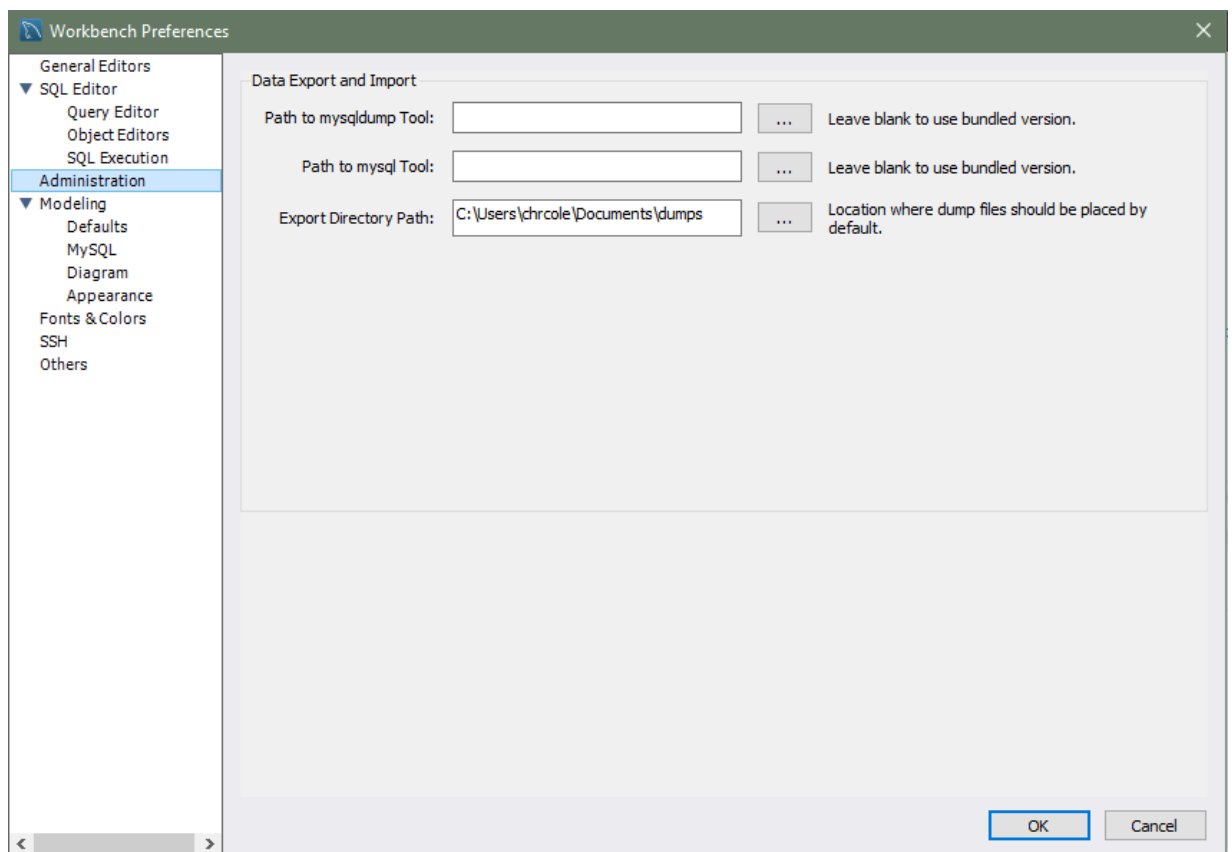 Workbench Preferences
General Editors
SQL Editor
Query Editor
Object Editors
SQL Execution
Administration
Modeling
Defaults
MySQL
Diagram
Appearance
Fonts & Colors
SSH
Others
Data Export and Import
Path to mysqldump Tool:
...
Leave blank to use bundled version.
Path to mysql Tool:
...
Leave blank to use bundled version.
Export Directory Path:
C:\Users\chrcole\Documents\dumps
...
Location where dump files should be placed by
default.
OK
Cancel